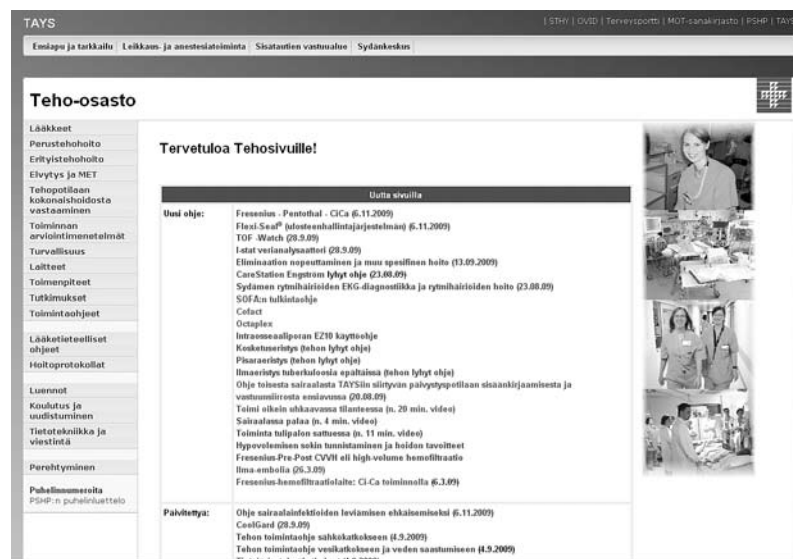 TAYS
| STHY | OVID | Terveysportti | MOT-sanakirjasto | PSHP | TAYS
Ensiapu ja tarkkailu | Leikkaus- ja anestesiatoiminta | Sisätautien vastuualue | Sydänkeskus
Teho-osasto
Lääkkeet
Perustehohoito
Erityistehohoito
Elvytys ja MET
Tehopotilaan
kokonaishoidosta
vastaaminen
Toiminnan
arviointimenetelmät
Turvallisuus
Laitteet
Toimenpiteet
Tutkimukset
Toimintaohjeet
Lääketieteelliset
ohjeet
Hoitoprotokollat
Luennot
Koulutus ja
uudistuminen
Tietotekniikka ja
viestintä
Perehtyminen
Puhelinnumeroita
PSHP:n puhelinluettelo
Tervetuloa Tehosivuille!
Uutta sivuilla
Uusi ohje:
Fresenius - Pentothal - CiCa (6.11.2009)
Flexi-Seal® (ulosteenhallintajärjestelmän) (6.11.2009)
TOF -Watch (28.9.09)
I-stat verianalysaattori (28.9.09)
Eliminaation nopeuttaminen ja muu spesifinen hoito (13.09.2009)
CareStation Engström lyhyt ohje (23.08.09)
Sydämen rytmihäiriöiden EKG-diagnostiikka ja rytmihäiriöiden hoito (23.08.09)
SOFA:n tulkintaohje
Cofact
Octaplex
Intraosseaaliporan EZ10 käyttöohje
Kosketuseristys (tehon lyhyt ohje)
Pisaraeristys (tehon lyhyt ohje)
Ilmaeristys tuberkuloosia epäiltäissä (tehon lyhyt ohje)
Ohje toisesta sairaalasta TAYSiin siirtyvän päivystyspotilaan sisäänkirjaamisesta ja
vastuunsiirosta ensiavussa (20.08.09)
Toimi oikein uhkaavassa tilanteessa (n. 20 min. video)
Sairaalassa palaa (n. 4 min. video)
Toiminta tulipalon sattuessa (n. 11 min. video)
Hypovolemisen sokin tunnistaminen ja hoidon tavoitteet
Fresenius-Pre-Post CVVH eli high-volume hemofiltraatio
Ilma-embolia (26.3.09)
Fresenius-hemofiltraatiolaite: Ci-Ca toiminnolla (6.3.09)
Päivitettyä:
Ohje sairaalainfektioiden leviämisen ehkäisemiseksi (6.11.2009)
CoolGard (28.9.09)
Tehon toimintaohje sähkökatkokseen (4.9.2009)
Tehon toimintaohje vesikatkokseen ja veden saastumiseen (4.9.2009)